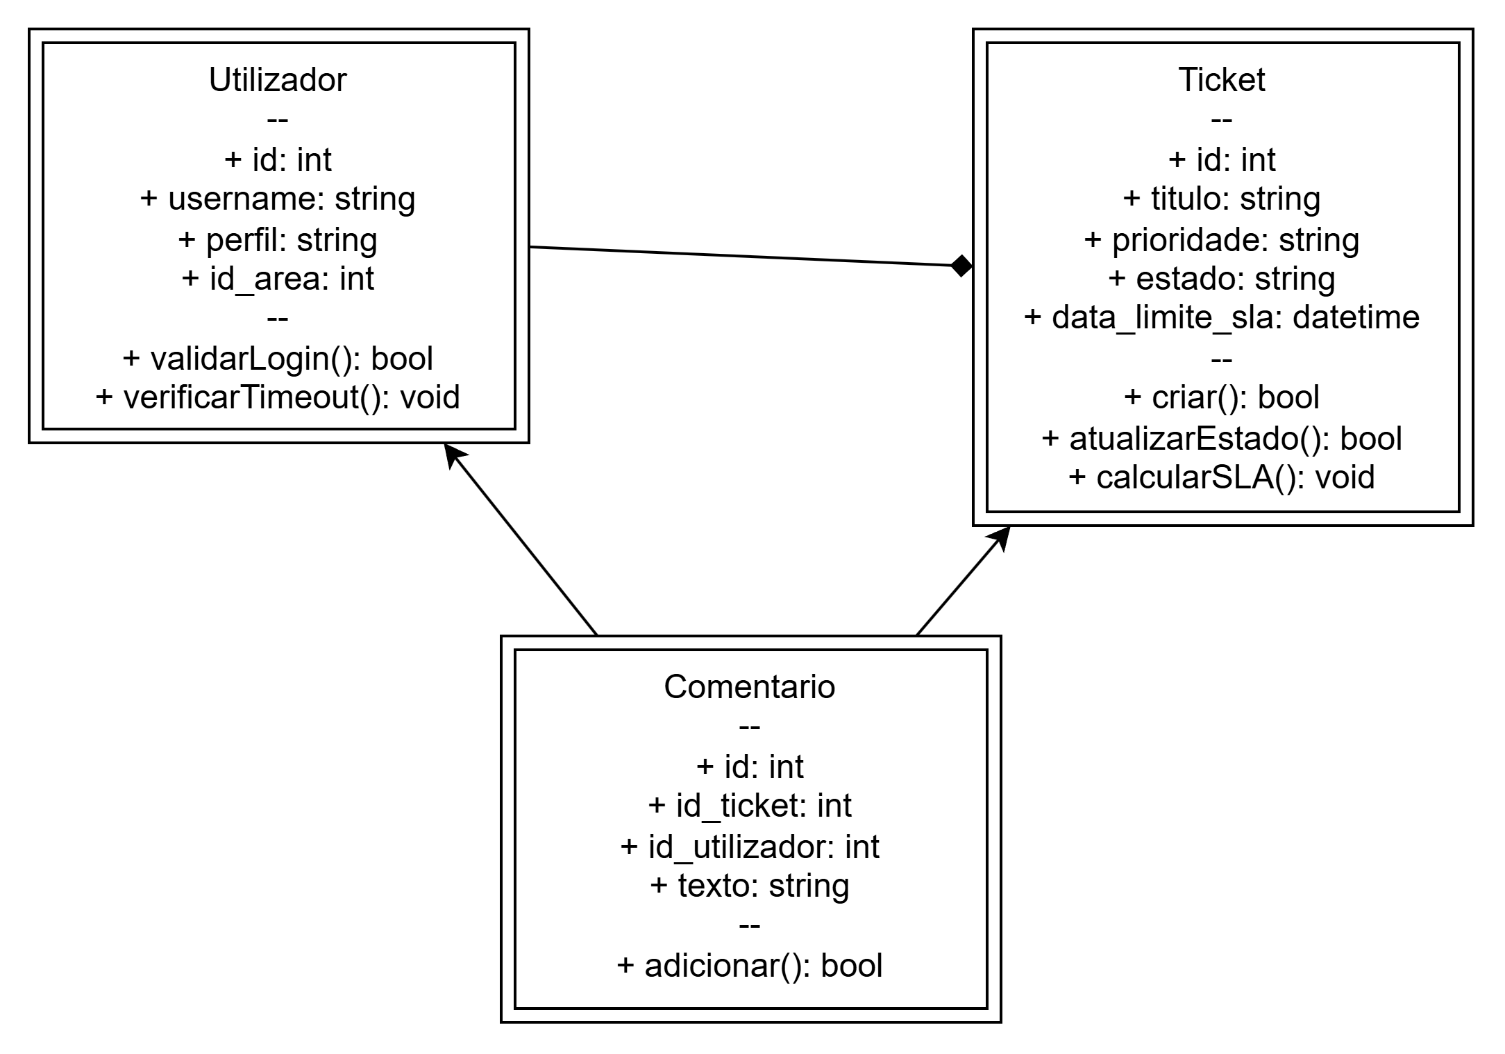 Utilizador
--
+ id: int
+ username: string
+ perfil: string
+ id_area: int
--
+ validarLogin(): bool
+ verificarTimeout(): void
Ticket
--
+ id: int
+ titulo: string
+ prioridade: string
+ estado: string
+ data_limite_sla: datetime
--
+ criar(): bool
+ atualizarEstado(): bool
+ calcularSLA(): void
Comentario
--
+ id: int
+ id_ticket: int
+ id_utilizador: int
+ texto: string
--
+ adicionar(): bool